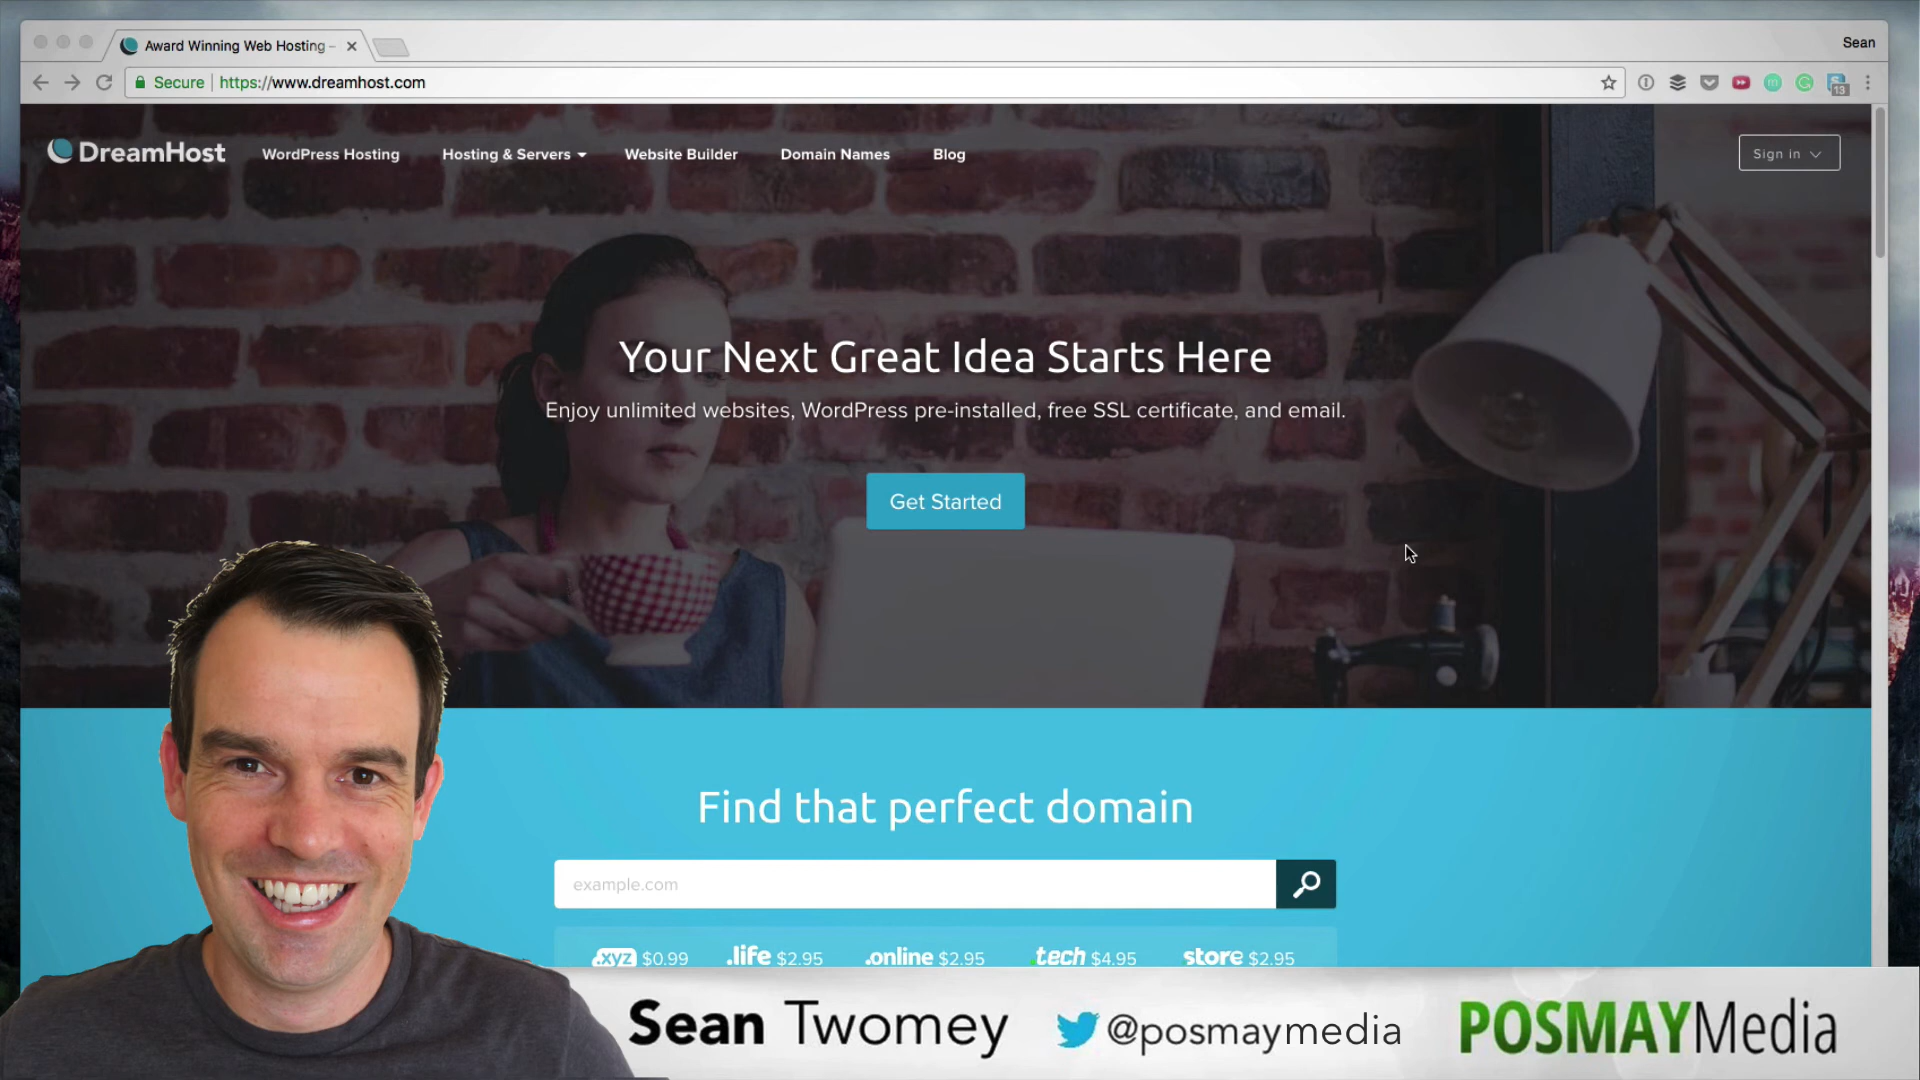 Award Winning Web Hosting –
Sean
Secure https://www.dreamhost.com
13
DreamHost
WordPress Hosting
Hosting & Servers
Website Builder
Domain Names
Blog
Sign in
Your Next Great Idea Starts Here
Enjoy unlimited websites, WordPress pre-installed, free SSL certificate, and email.
Get Started
Find that perfect domain
example.com
.xyz $0.99
.life $2.95
.online $2.95
.tech $4.95
store $2.95
Sean Twomey
@posmaymedia
POSMAYMedia